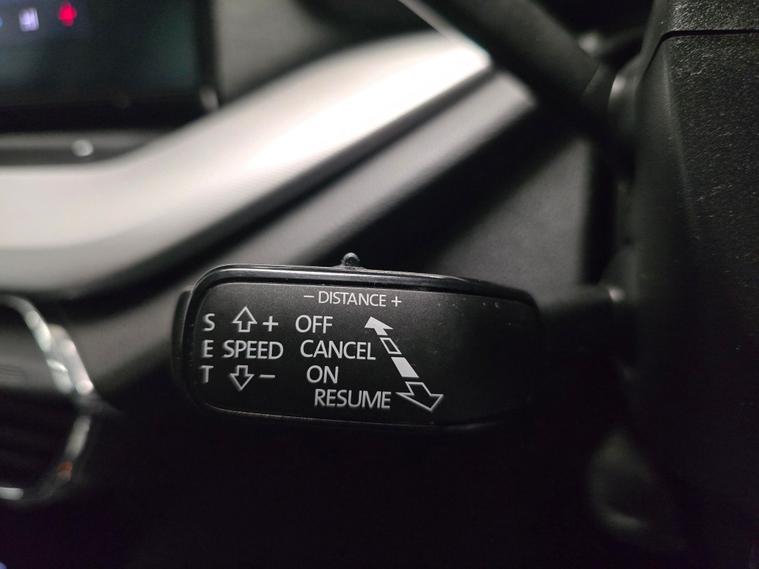 − DISTANCE +
S + OFF
E SPEED CANCEL
T − ON
RESUME